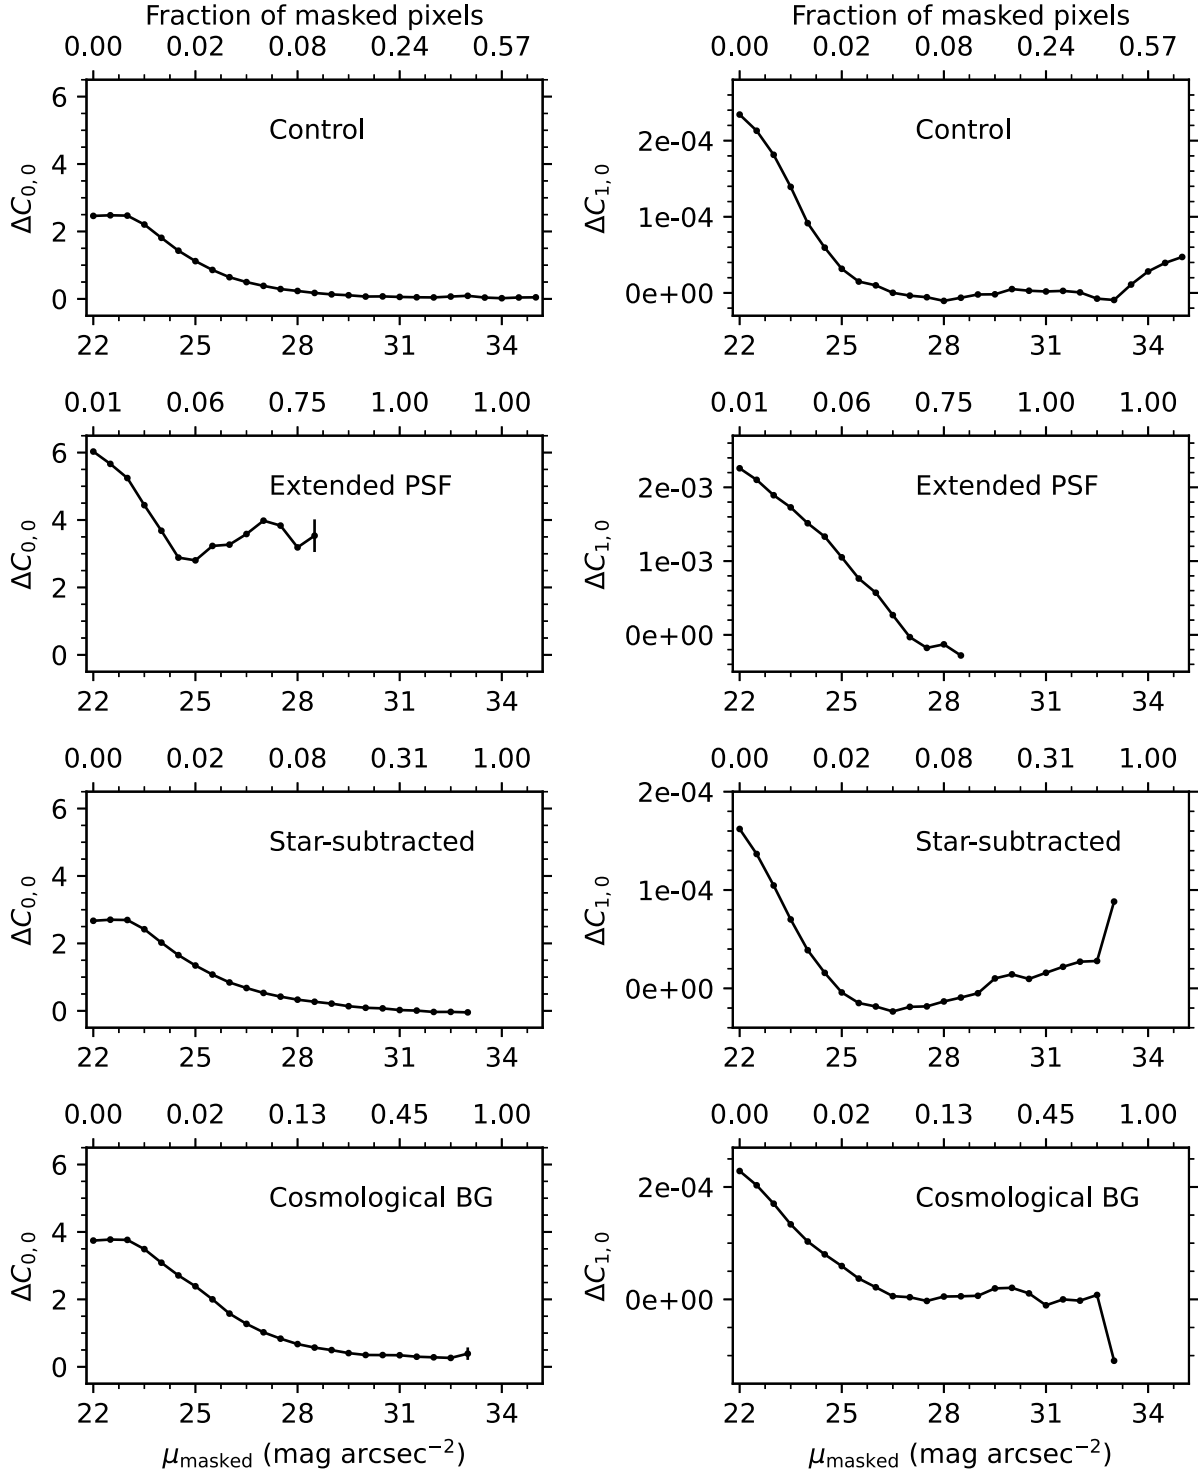 Fraction of masked pixels Fraction of masked pixels
0.00 0.02 0.08 0.24 0.57 0.00 0.02 0.08 0.24 0.57
Control Control
6 4 2 0 2e-04 1e-04 0e+00
ΔC0, 0 ΔC1, 0
22 25 28 31 34 22 25 28 31 34
0.01 0.06 0.75 1.00 1.00 0.01 0.06 0.75 1.00 1.00
Extended PSF Extended PSF
6 4 2 0 2e-03 1e-03 0e+00
ΔC0, 0 ΔC1, 0
22 25 28 31 34 22 25 28 31 34
0.00 0.02 0.08 0.31 1.00 0.00 0.02 0.08 0.31 1.00
Star-subtracted Star-subtracted
6 4 2 0 2e-04 1e-04 0e+00
ΔC0, 0 ΔC1, 0
22 25 28 31 34 22 25 28 31 34
0.00 0.02 0.13 0.45 1.00 0.00 0.02 0.13 0.45 1.00
Cosmological BG Cosmological BG
6 4 2 0 2e-04 0e+00
ΔC0, 0 ΔC1, 0
22 25 28 31 34 22 25 28 31 34
μmasked (mag arcsec−2) μmasked (mag arcsec−2)